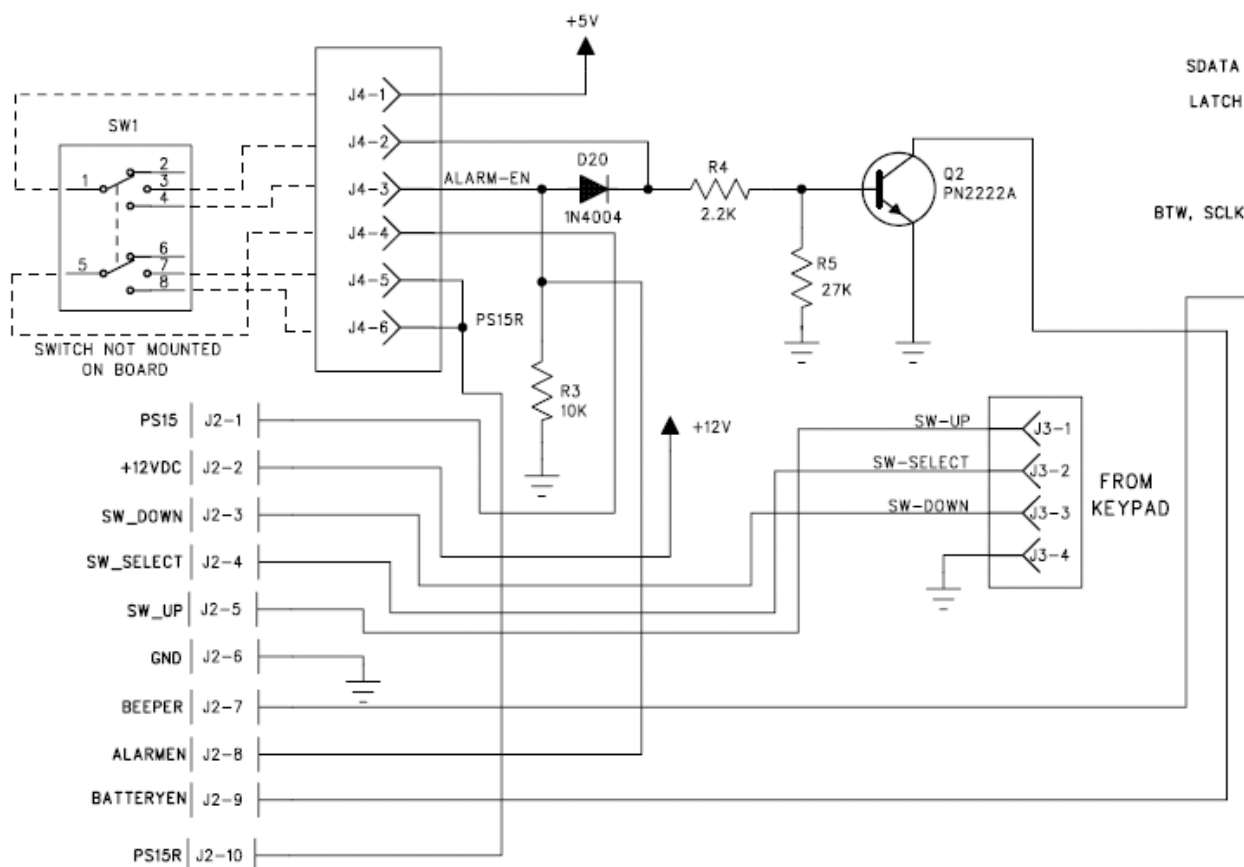 +5V
SDATA
LATCH
BTW, SCLK
SW1
1
2
3
4
5
6
7
8
SWITCH NOT MOUNTED
ON BOARD
J4-1
J4-2
J4-3
J4-4
J4-5
J4-6
ALARM-EN
PS15R
D20
1N4004
R4
2.2K
R5
27K
R3
10K
Q2
PN2222A
+12V
PS15 J2-1
+12VDC J2-2
SW_DOWN J2-3
SW_SELECT J2-4
SW_UP J2-5
GND J2-6
BEEPER J2-7
ALARMEN J2-8
BATTERYEN J2-9
PS15R J2-10
SW-UP J3-1
SW-SELECT J3-2
SW-DOWN J3-3
J3-4
FROM
KEYPAD